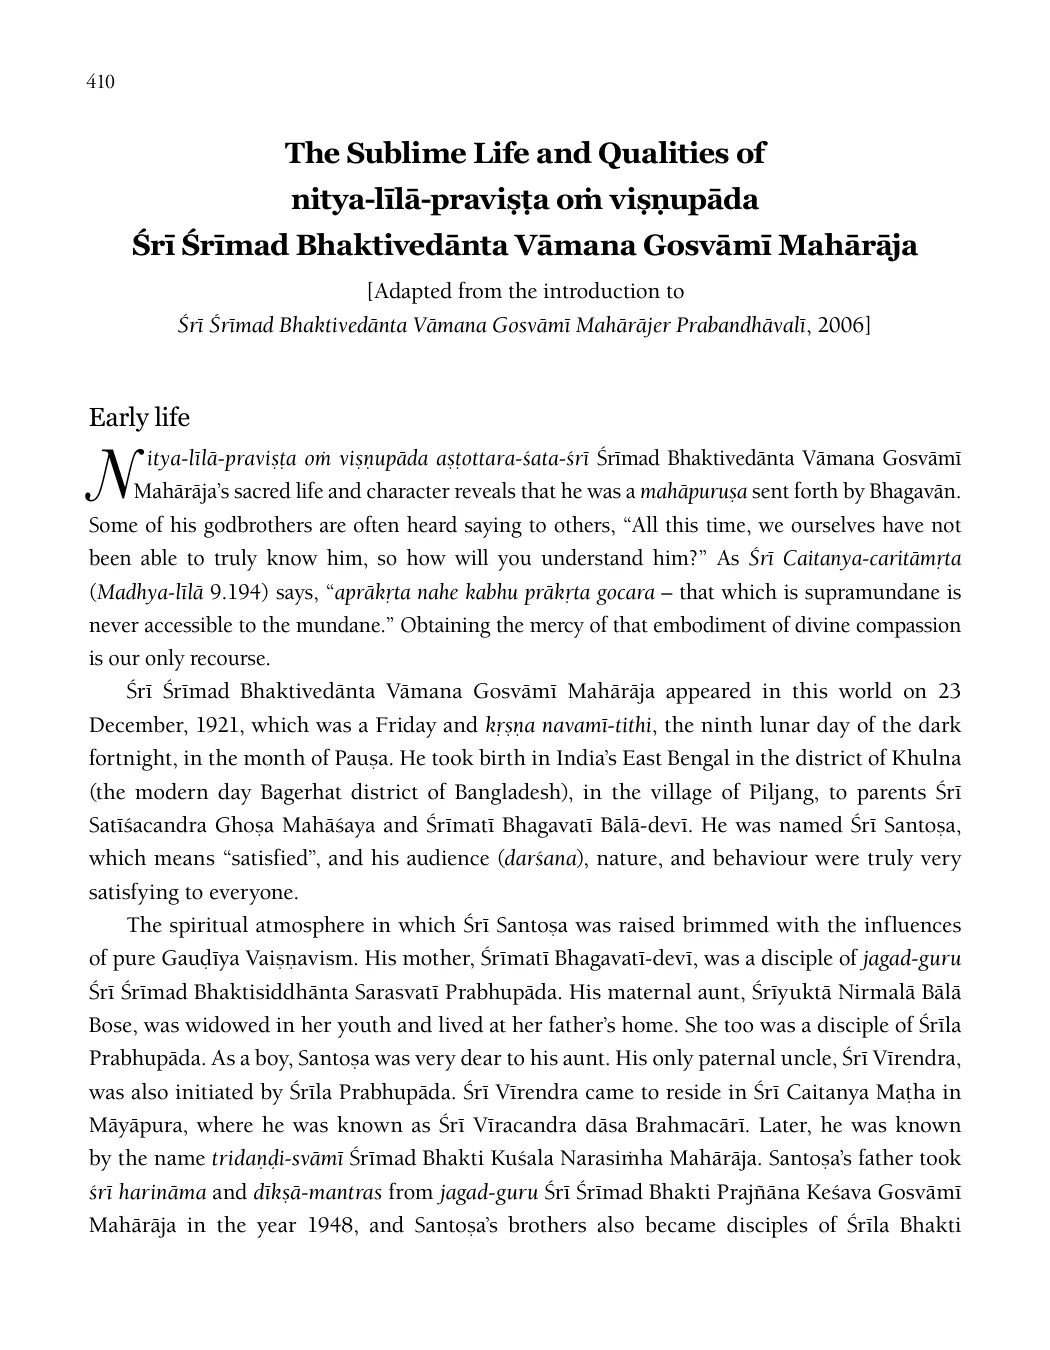 410
The Sublime Life and Qualities of
nitya-līlā-praviṣṭa oṁ viṣṇupāda
Śrī Śrīmad Bhaktivedānta Vāmana Gosvāmī Mahārāja
[Adapted from the introduction to
Śrī Śrīmad Bhaktivedānta Vāmana Gosvāmī Mahārājer Prabandhāvalī, 2006]
Early life
Nitya-līlā-praviṣṭa oṁ viṣṇupāda aṣṭottara-śata-śrī Śrīmad Bhaktivedānta Vāmana Gosvāmī
Mahārāja’s sacred life and character reveals that he was a mahāpuruṣa sent forth by Bhagavān.
Some of his godbrothers are often heard saying to others, “All this time, we ourselves have not
been able to truly know him, so how will you understand him?” As Śrī Caitanya-caritāmṛta
(Madhya-līlā 9.194) says, “aprākṛta nahe kabhu prākṛta gocara – that which is supramundane is
never accessible to the mundane.” Obtaining the mercy of that embodiment of divine compassion
is our only recourse.
Śrī Śrīmad Bhaktivedānta Vāmana Gosvāmī Mahārāja appeared in this world on 23
December, 1921, which was a Friday and kṛṣṇa navamī-tithi, the ninth lunar day of the dark
fortnight, in the month of Pauṣa. He took birth in India’s East Bengal in the district of Khulna
(the modern day Bagerhat district of Bangladesh), in the village of Piljang, to parents Śrī
Satīśacandra Ghoṣa Mahāśaya and Śrīmatī Bhagavatī Bālā-devī. He was named Śrī Santoṣa,
which means “satisfied”, and his audience (darśana), nature, and behaviour were truly very
satisfying to everyone.
The spiritual atmosphere in which Śrī Santoṣa was raised brimmed with the influences
of pure Gauḍīya Vaiṣṇavism. His mother, Śrīmatī Bhagavatī-devī, was a disciple of jagad-guru
Śrī Śrīmad Bhaktisiddhānta Sarasvatī Prabhupāda. His maternal aunt, Śrīyuktā Nirmalā Bālā
Bose, was widowed in her youth and lived at her father’s home. She too was a disciple of Śrīla
Prabhupāda. As a boy, Santoṣa was very dear to his aunt. His only paternal uncle, Śrī Vīrendra,
was also initiated by Śrīla Prabhupāda. Śrī Vīrendra came to reside in Śrī Caitanya Maṭha in
Māyāpura, where he was known as Śrī Vīracandra dāsa Brahmacārī. Later, he was known
by the name tridaṇḍi-svāmī Śrīmad Bhakti Kuśala Narasiṁha Mahārāja. Santoṣa’s father took
śrī harināma and dīkṣā-mantras from jagad-guru Śrī Śrīmad Bhakti Prajñāna Keśava Gosvāmī
Mahārāja in the year 1948, and Santoṣa’s brothers also became disciples of Śrīla Bhakti